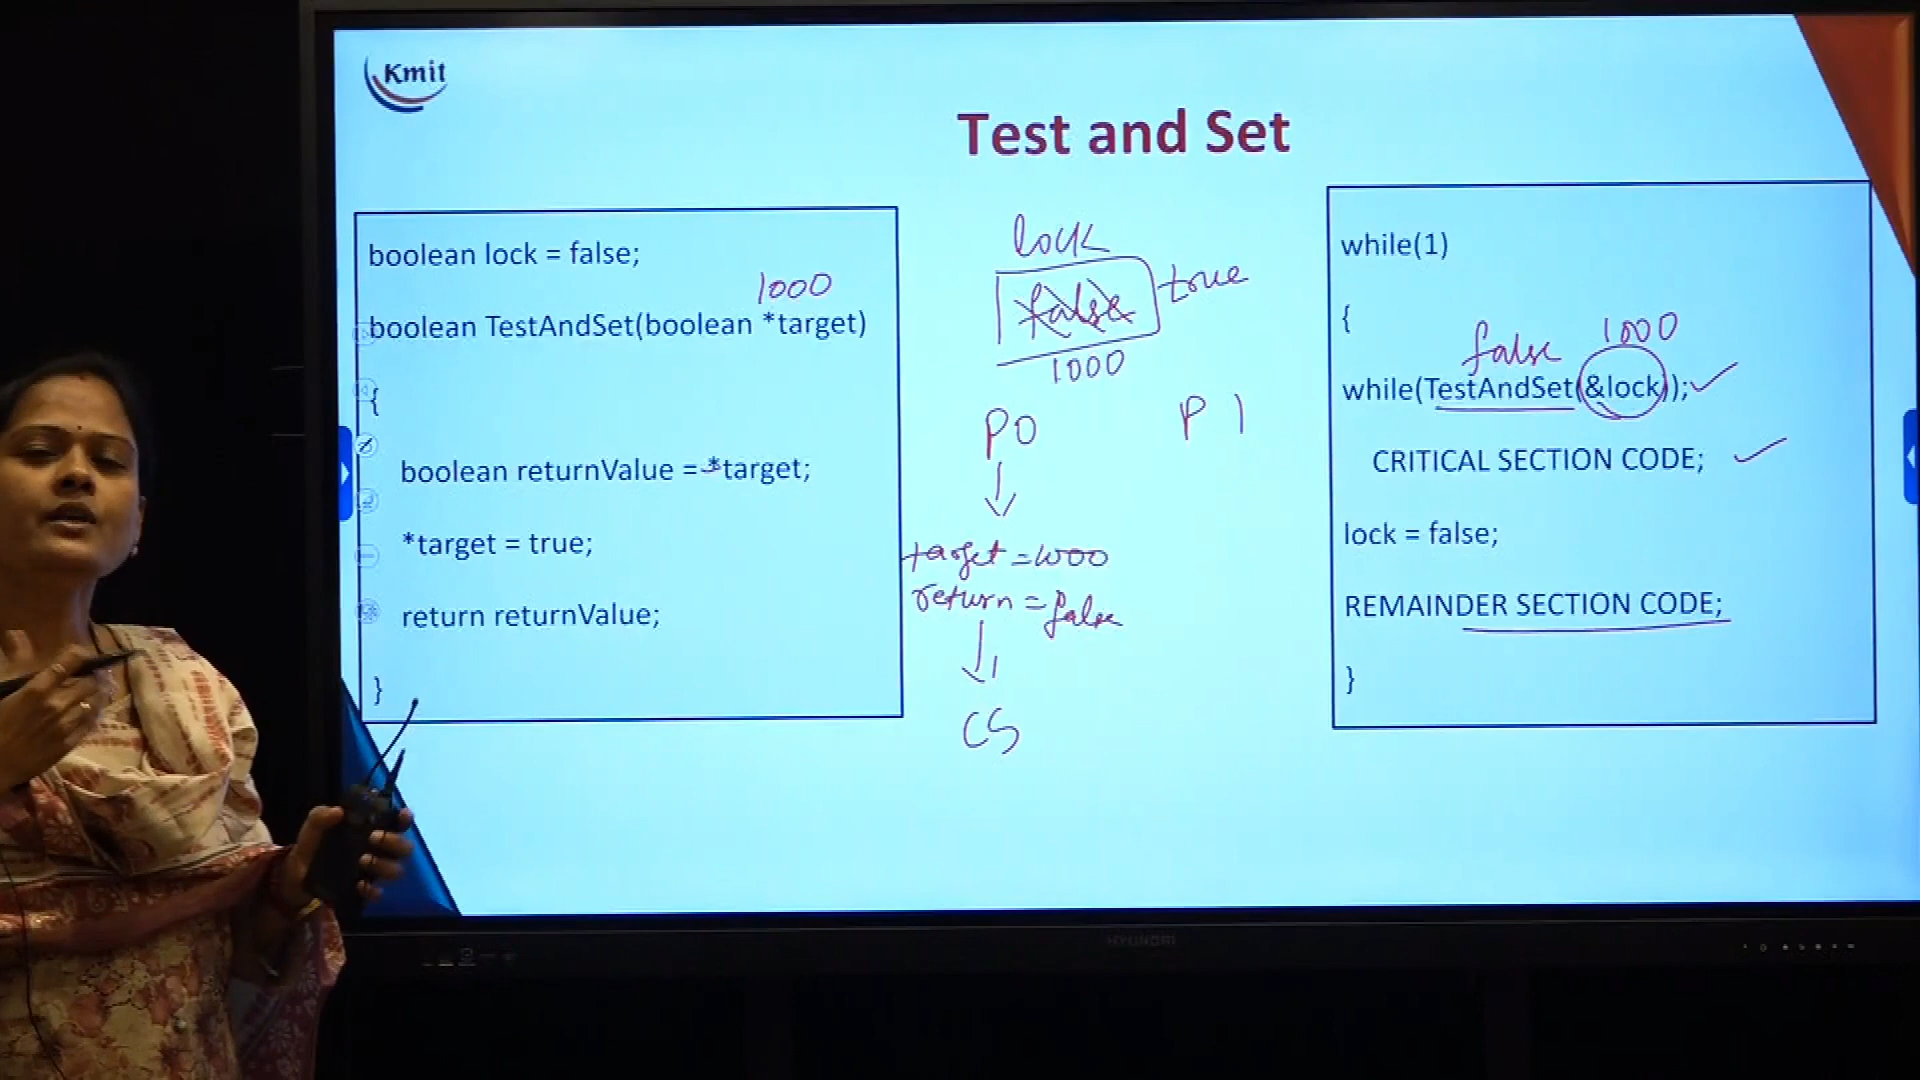 Kmit
Test and Set
boolean lock = false;
1000
boolean TestAndSet(boolean *target)
{
boolean returnValue = *target;
*target = true;
return returnValue;
}
lock
false true
1000
P0 P1
target = 1000
return = false
CS
while(1)
{
false 1000
while(TestAndSet(&lock));
CRITICAL SECTION CODE;
lock = false;
REMAINDER SECTION CODE;
}
HYUNDAI